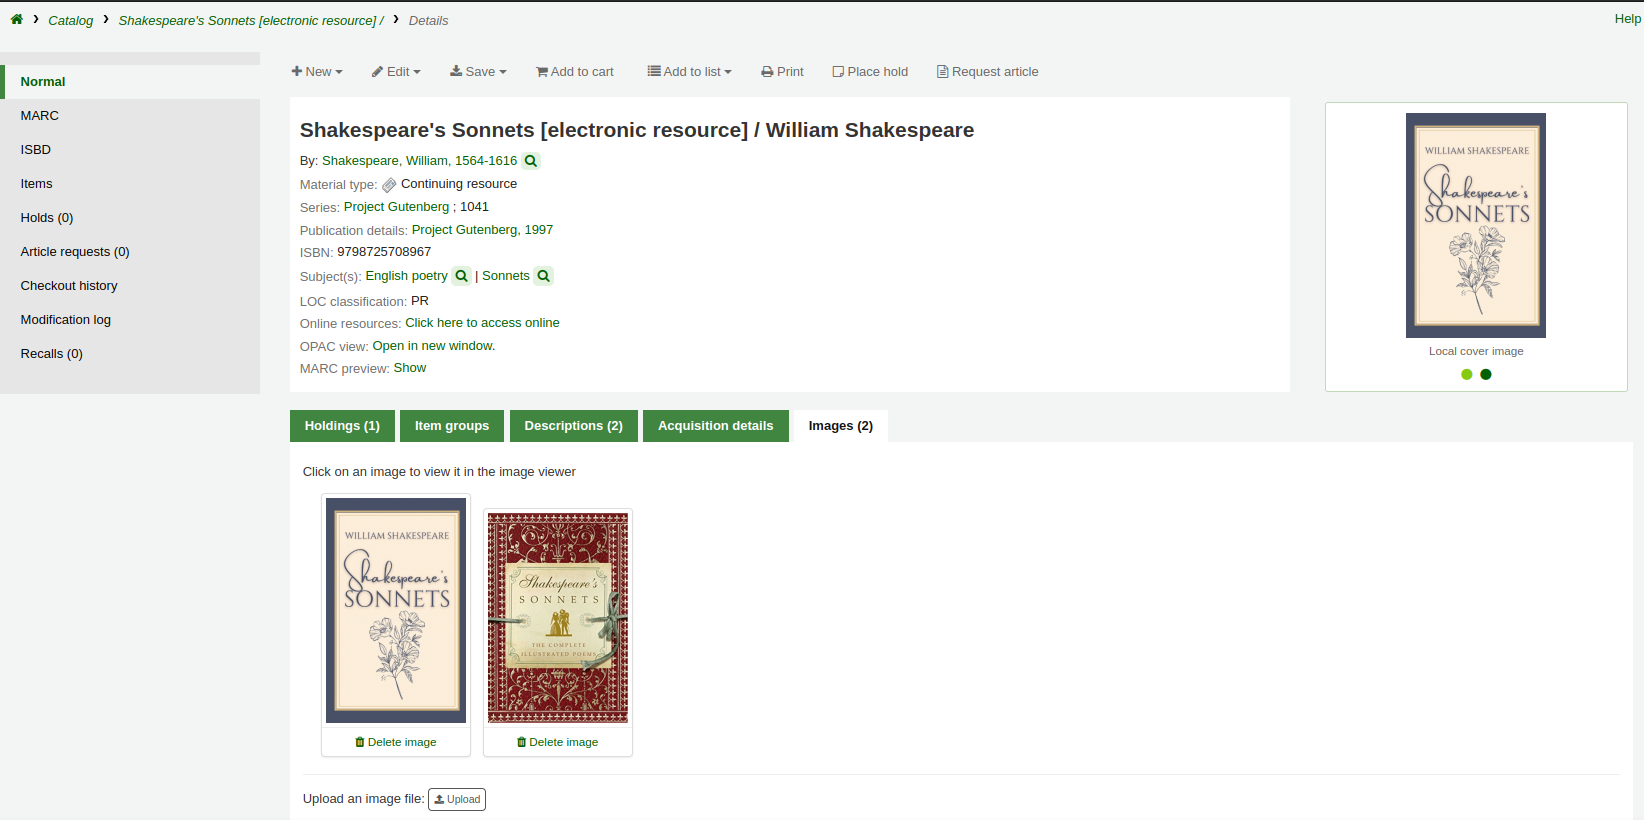 Catalog Shakespeare's Sonnets [electronic resource] / Details
Help
Normal
MARC
ISBD
Items
Holds (0)
Article requests (0)
Checkout history
Modification log
Recalls (0)
New Edit Save Add to cart Add to list Print Place hold Request article
Shakespeare's Sonnets [electronic resource] / William Shakespeare
By: Shakespeare, William, 1564-1616
Material type: Continuing resource
Series: Project Gutenberg ; 1041
Publication details: Project Gutenberg, 1997
ISBN: 9798725708967
Subject(s): English poetry | Sonnets
LOC classification: PR
Online resources: Click here to access online
OPAC view: Open in new window.
MARC preview: Show
WILLIAM SHAKESPEARE
Shakespeare's
SONNETS
Local cover image
Holdings (1) Item groups Descriptions (2) Acquisition details Images (2)
Click on an image to view it in the image viewer
WILLIAM SHAKESPEARE
Shakespeare's
SONNETS
Delete image
Shakespeare's
SONNETS
THE COMPLETE
ILLUSTRATED POEMS
Delete image
Upload an image file: Upload